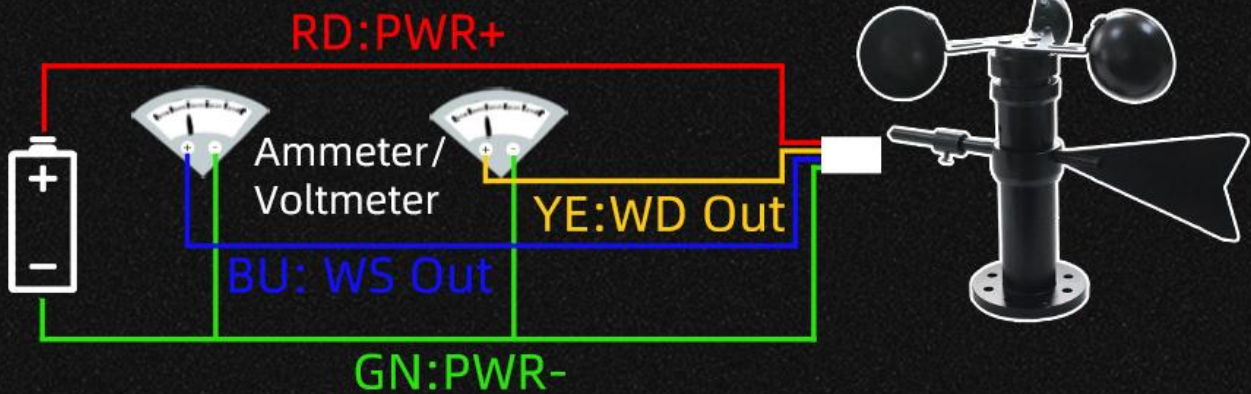 RD:PWR+
Ammeter/
Voltmeter
YE:WD Out
BU: WS Out
GN:PWR-